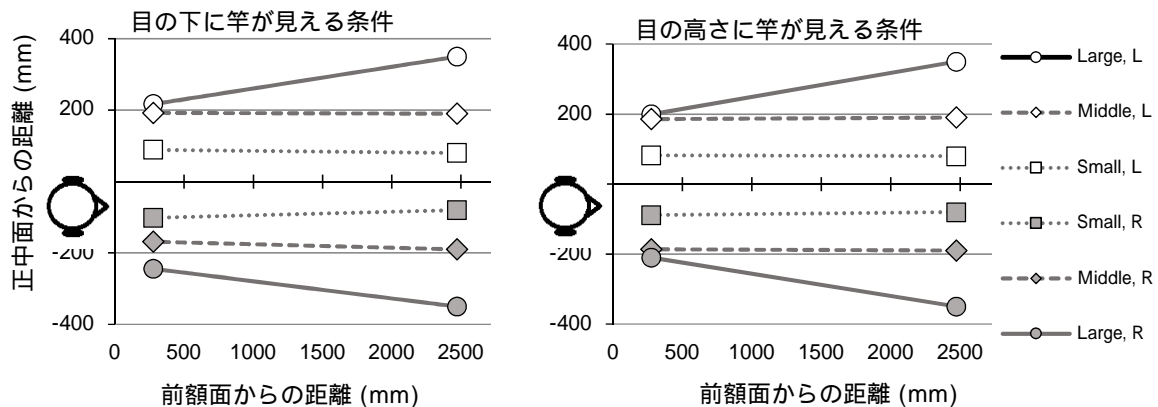 目の下に竿が見える条件
正中面からの距離 (mm)
400
200
-200
-400
0 500 1000 1500 2000 2500
前額面からの距離 (mm)
目の高さに竿が見える条件
400
200
-200
-400
0 500 1000 1500 2000 2500
前額面からの距離 (mm)
Large, L
Middle, L
Small, L
Small, R
Middle, R
Large, R